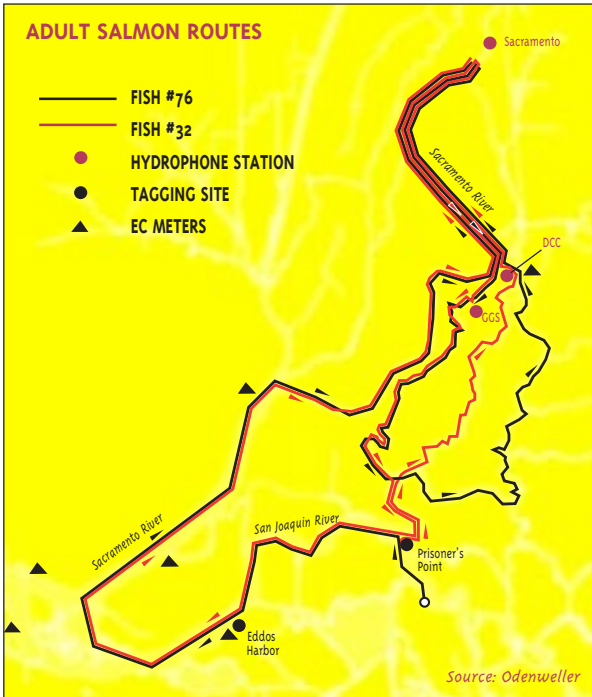 ADULT SALMON ROUTES
Sacramento
FISH #76
FISH #32
HYDROPHONE STATION
TAGGING SITE
EC METERS
Sacramento River
DCC
GGS
Sacramento River
San Joaquin River
Prisoner's
Point
Eddos
Harbor
Source: Odenweller